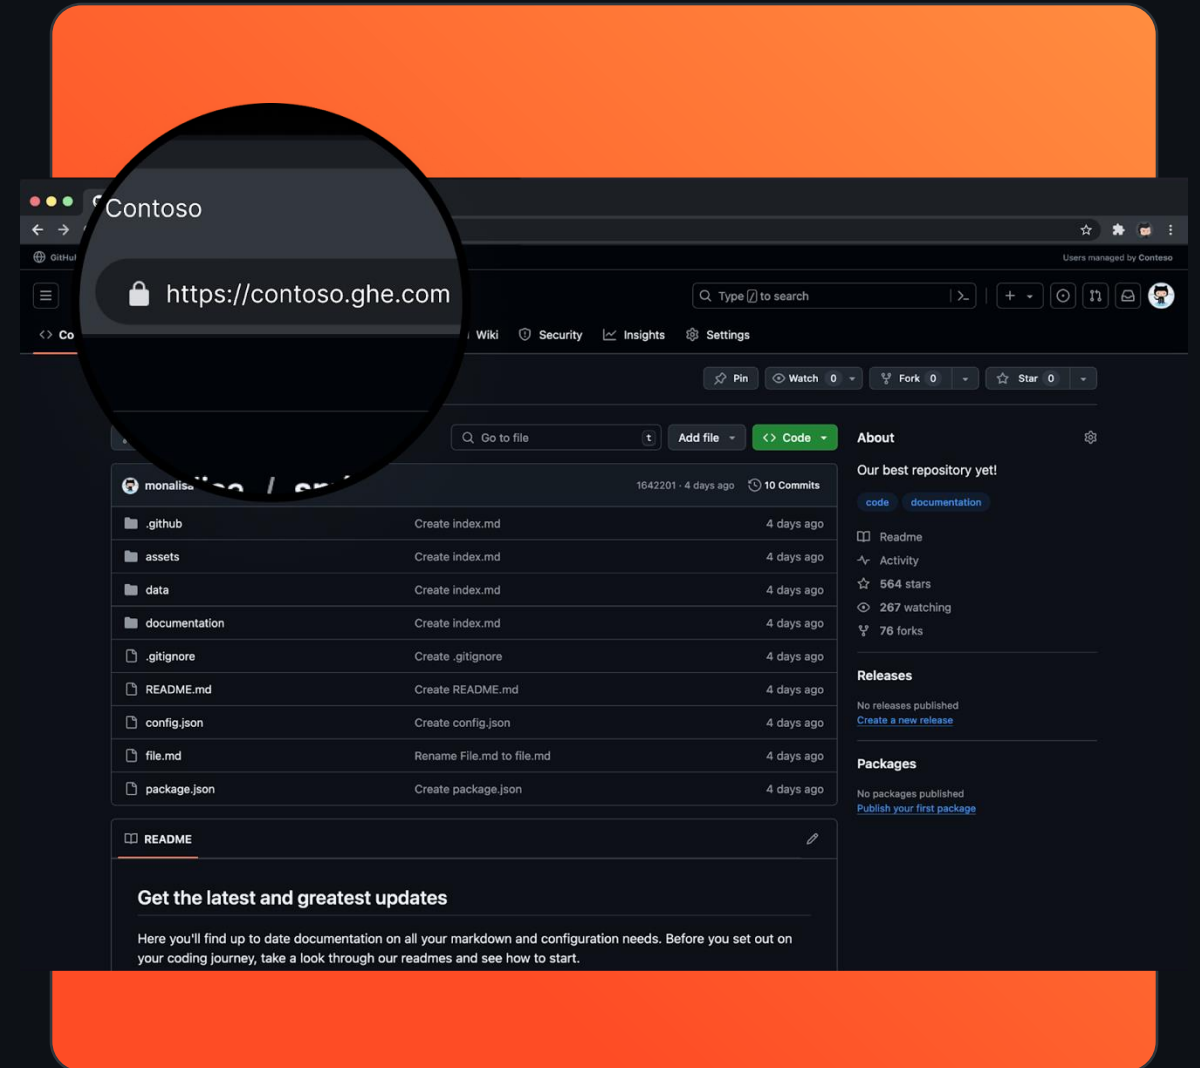 Contoso
https://contoso.ghe.com
Users managed by Conteso
Type / to search
Wiki
Security
Insights
Settings
Pin
Watch 0
Fork 0
Star 0
Go to file
t
Add file
Code
monalisa
1642201 · 4 days ago
10 Commits
.github Create index.md 4 days ago
assets Create index.md 4 days ago
data Create index.md 4 days ago
documentation Create index.md 4 days ago
.gitignore Create .gitignore 4 days ago
README.md Create README.md 4 days ago
config.json Create config.json 4 days ago
file.md Rename File.md to file.md 4 days ago
package.json Create package.json 4 days ago
README
Get the latest and greatest updates
Here you'll find up to date documentation on all your markdown and configuration needs. Before you set out on
your coding journey, take a look through our readmes and see how to start.
About
Our best repository yet!
code documentation
Readme
Activity
564 stars
267 watching
76 forks
Releases
No releases published
Create a new release
Packages
No packages published
Publish your first package